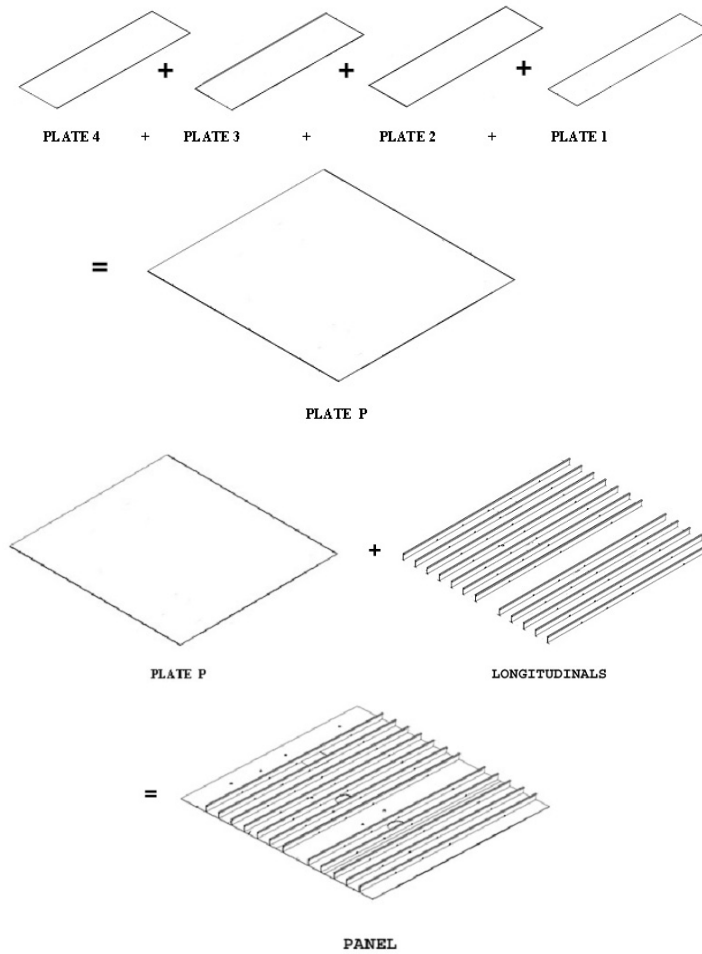 + + +
PLATE 4 + PLATE 3 + PLATE 2 + PLATE 1
=
PLATE P
+
PLATE P LONGITUDINALS
=
PANEL